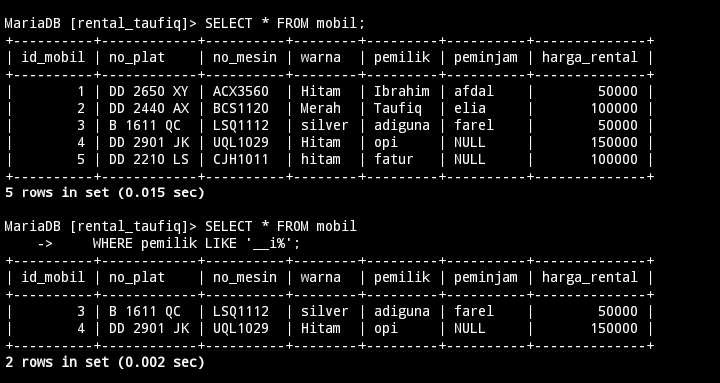 MariaDB [rental_taufiq]> SELECT * FROM mobil;
+----------+------------+----------+--------+---------+----------+--------------+
| id_mobil | no_plat    | no_mesin | warna  | pemilik | peminjam | harga_rental |
+----------+------------+----------+--------+---------+----------+--------------+
|        1 | DD 2650 XY | ACX3560  | Hitam  | Ibrahim | afdal    |        50000 |
|        2 | DD 2440 AX | BCS1120  | Merah  | Taufiq  | elia     |       100000 |
|        3 | B 1611 QC  | LSQ1112  | silver | adiguna | farel    |        50000 |
|        4 | DD 2901 JK | UQL1029  | Hitam  | opi     | NULL     |       150000 |
|        5 | DD 2210 LS | CJH1011  | hitam  | fatur   | NULL     |       100000 |
+----------+------------+----------+--------+---------+----------+--------------+
5 rows in set (0.015 sec)
MariaDB [rental_taufiq]> SELECT * FROM mobil
    ->     WHERE pemilik LIKE '__i%';
+----------+------------+----------+--------+---------+----------+--------------+
| id_mobil | no_plat    | no_mesin | warna  | pemilik | peminjam | harga_rental |
+----------+------------+----------+--------+---------+----------+--------------+
|        3 | B 1611 QC  | LSQ1112  | silver | adiguna | farel    |        50000 |
|        4 | DD 2901 JK | UQL1029  | Hitam  | opi     | NULL     |       150000 |
+----------+------------+----------+--------+---------+----------+--------------+
2 rows in set (0.002 sec)